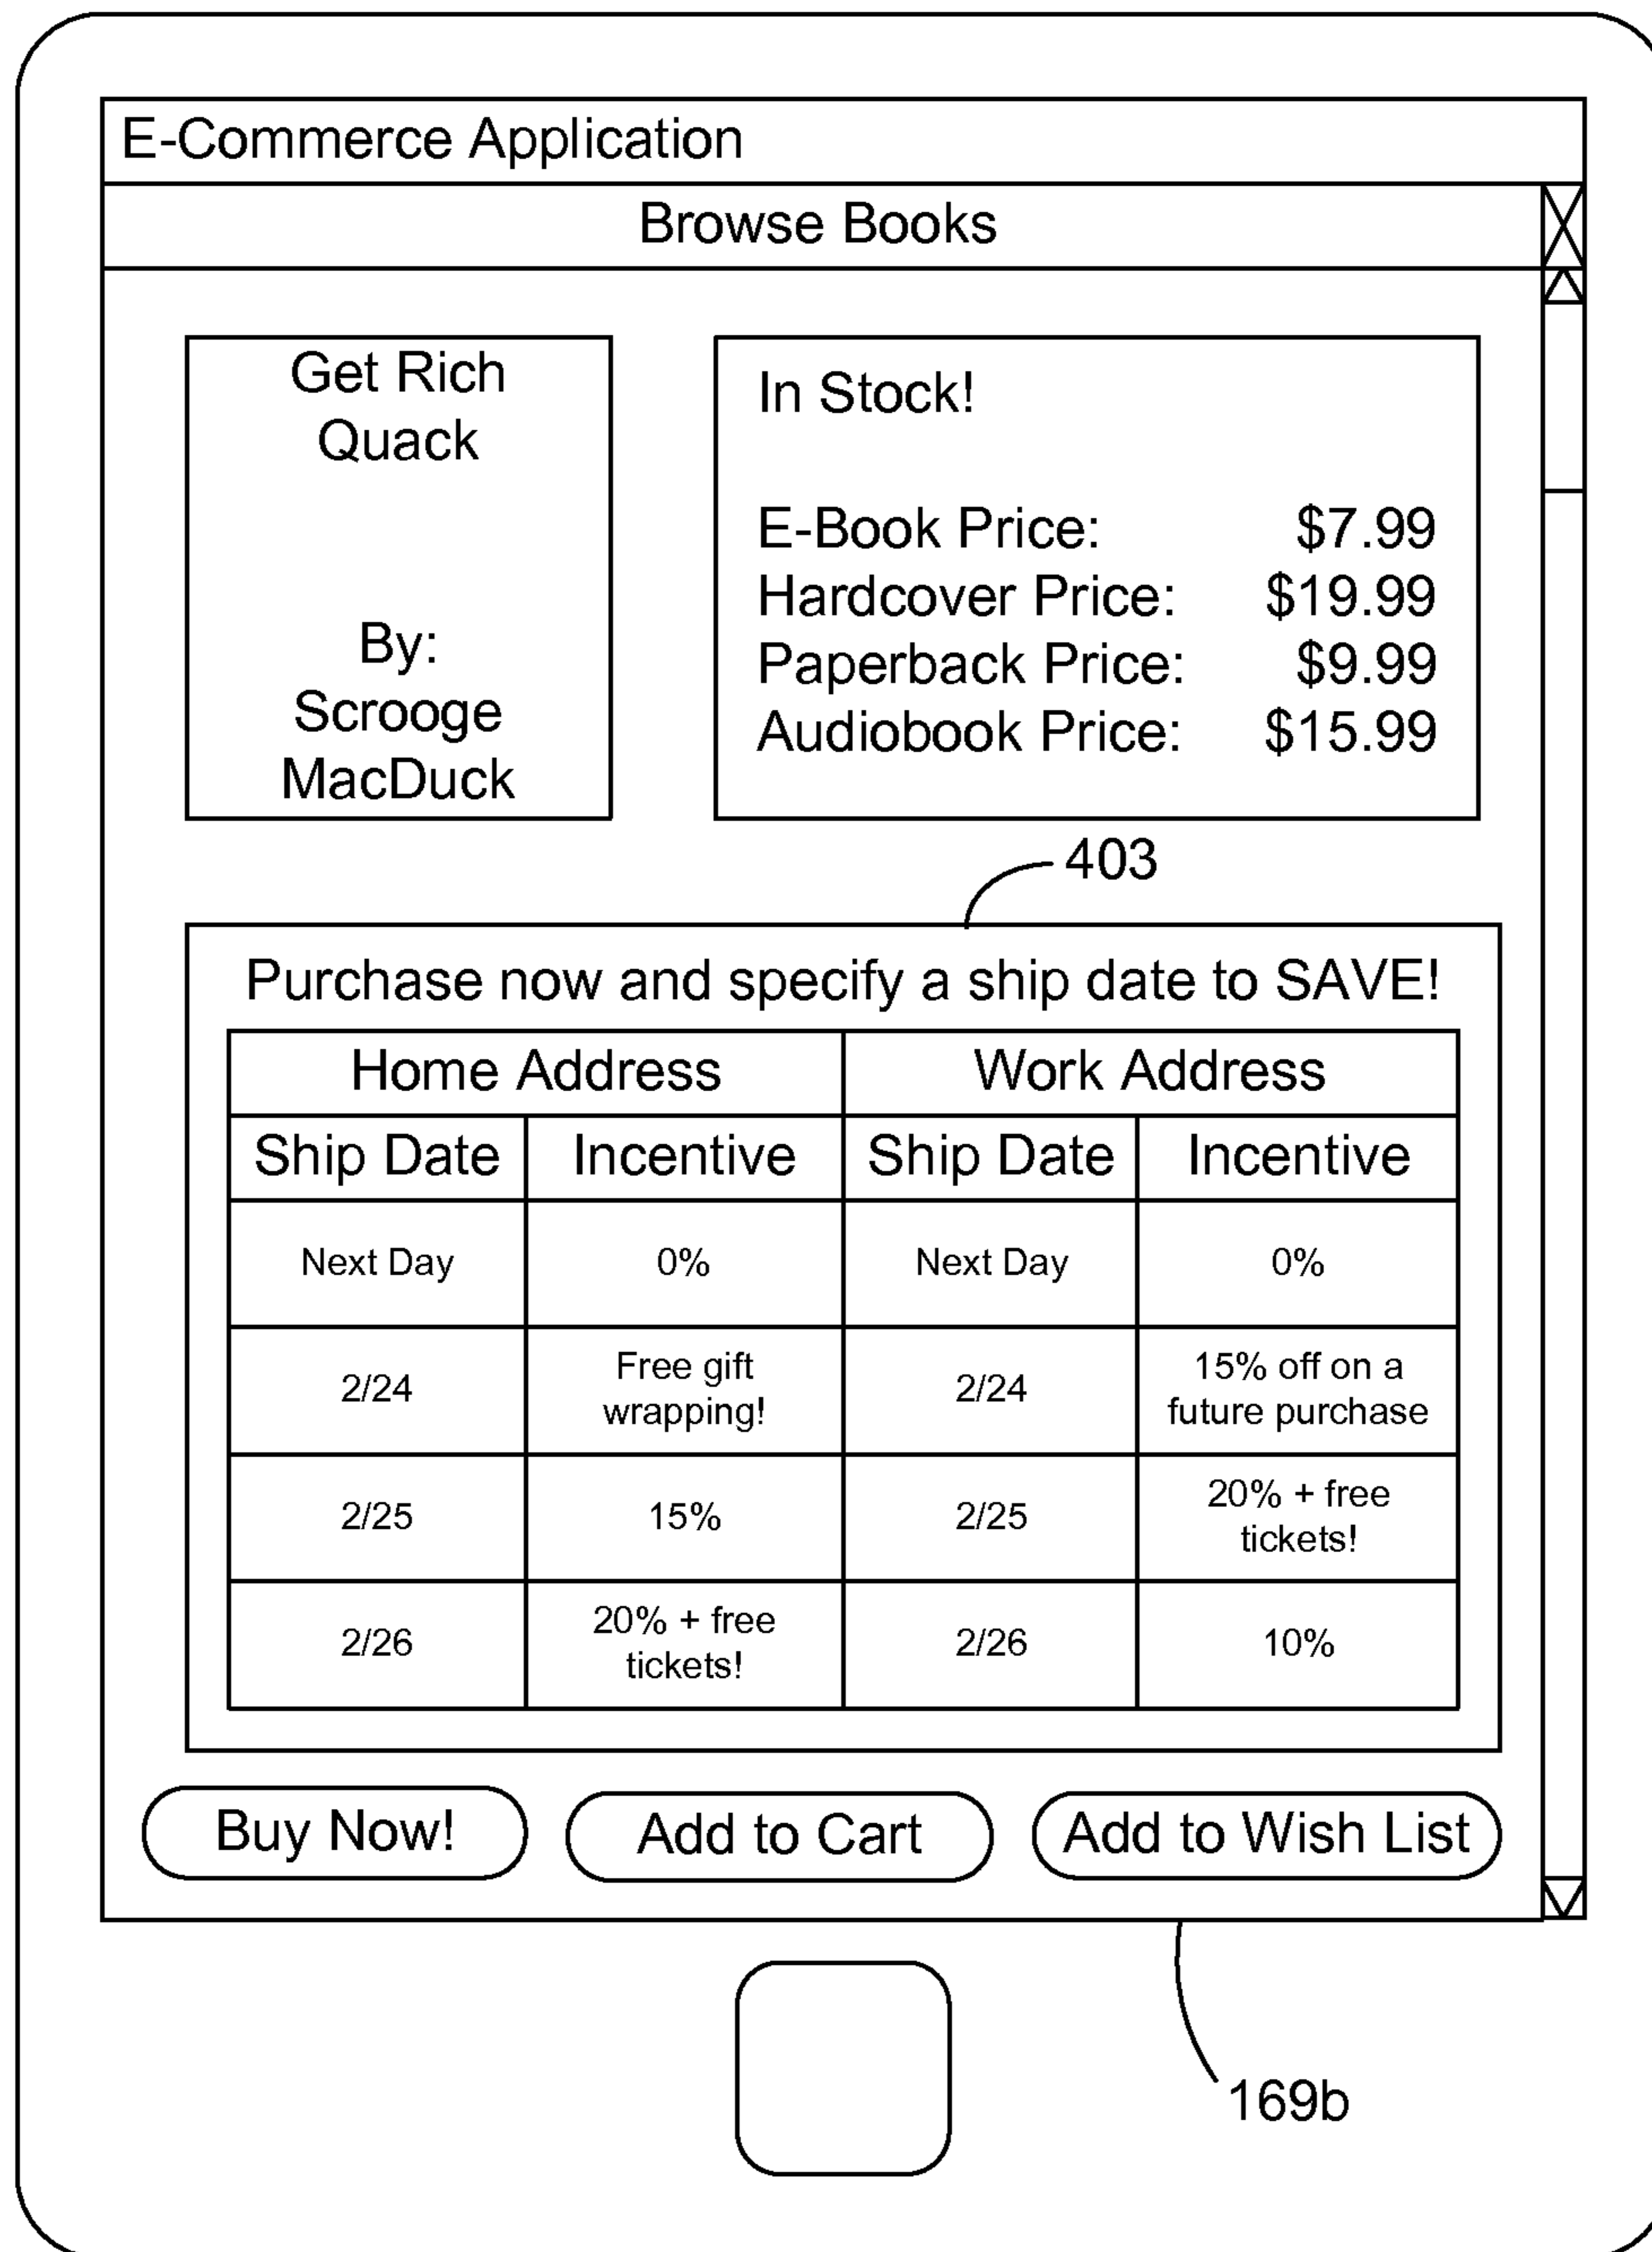 E-Commerce Application
Browse Books
Get Rich
Quack
By:
Scrooge
MacDuck
In Stock!
E-Book Price: $7.99
Hardcover Price: $19.99
Paperback Price: $9.99
Audiobook Price: $15.99
403
Purchase now and specify a ship date to SAVE!
Home Address Work Address
Ship Date Incentive Ship Date Incentive
Next Day 0% Next Day 0%
2/24 Free gift wrapping! 2/24 15% off on a future purchase
2/25 15% 2/25 20% + free tickets!
2/26 20% + free tickets! 2/26 10%
Buy Now! Add to Cart Add to Wish List
169b